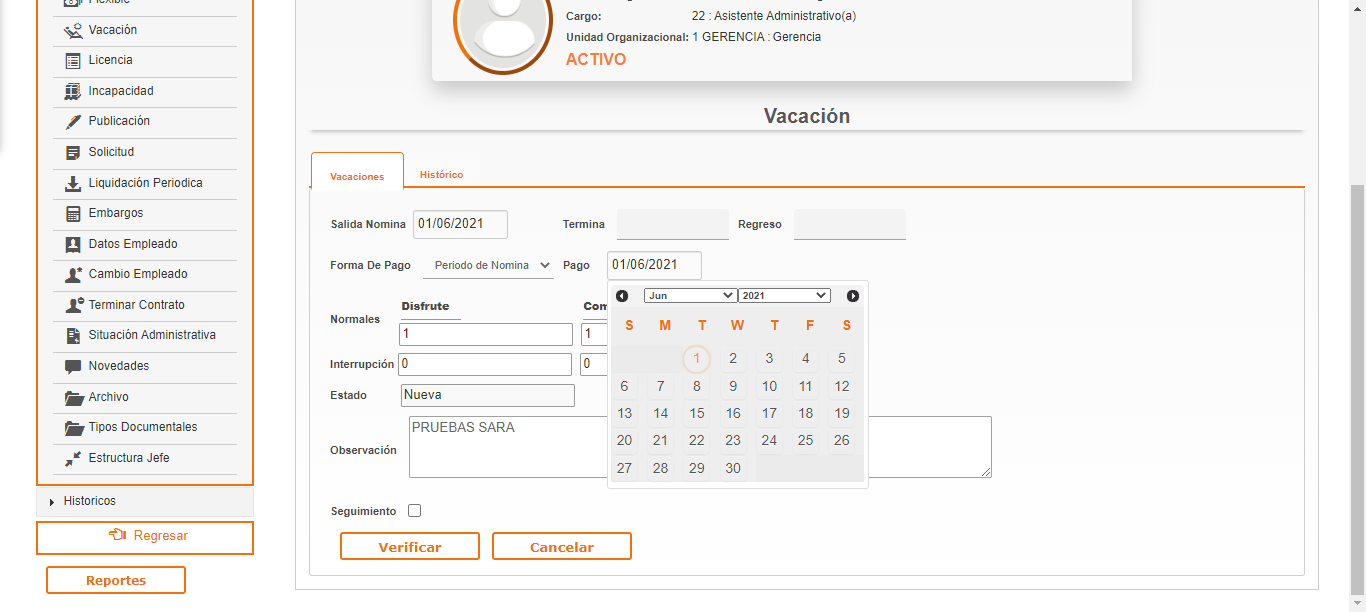 Flexible
Vacación
Licencia
Incapacidad
Publicación
Solicitud
Liquidación Periodica
Embargos
Datos Empleado
Cambio Empleado
Terminar Contrato
Situación Administrativa
Novedades
Archivo
Tipos Documentales
Estructura Jefe
Historicos
Regresar
Reportes
Cargo: 22 : Asistente Administrativo(a)
Unidad Organizacional: 1 GERENCIA : Gerencia
ACTIVO
Vacación
Vacaciones Histórico
Salida Nomina 01/06/2021 Termina Regreso
Forma De Pago Periodo de Nomina Pago 01/06/2021
Disfrute Com
Normales 1 1
Interrupción 0 0
Estado Nueva
Observación PRUEBAS SARA
Seguimiento
Verificar Cancelar
Jun 2021
S M T W T F S
1 2 3 4 5
6 7 8 9 10 11 12
13 14 15 16 17 18 19
20 21 22 23 24 25 26
27 28 29 30